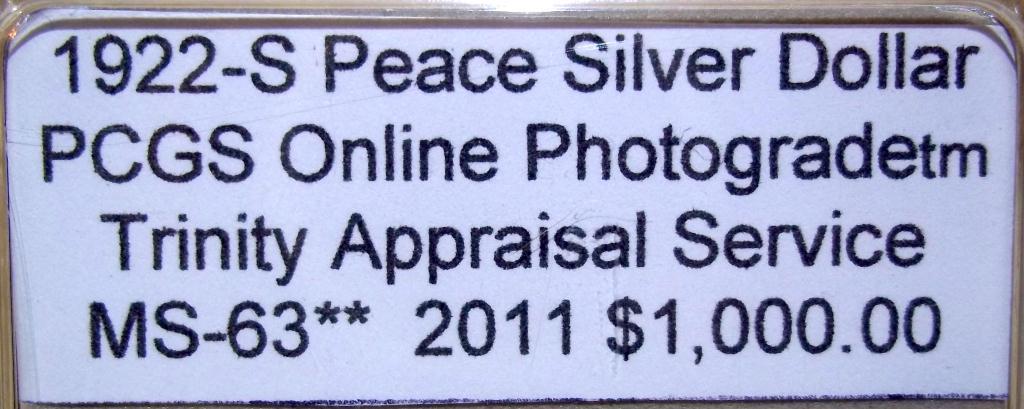 1922-S Peace Silver Dollar
PCGS Online Photogradetm
Trinity Appraisal Service
MS-63** 2011 $1,000.00